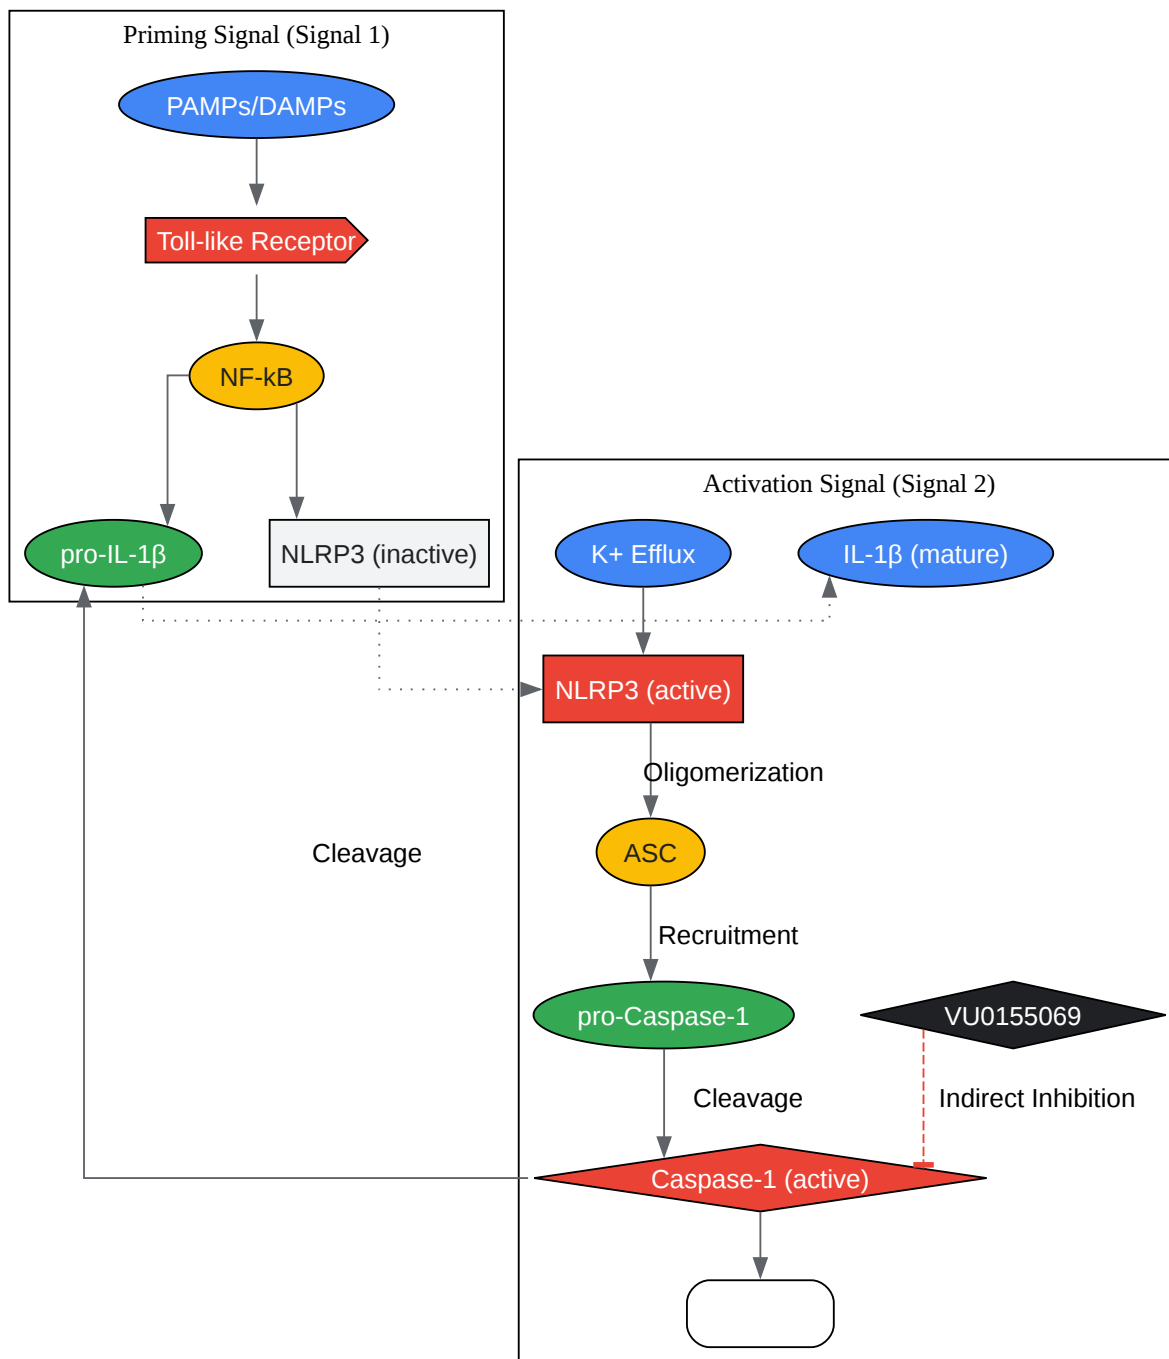 Priming Signal (Signal 1)
PAMPs/DAMPs
Toll-like Receptor
NF-kB
pro-IL-1β
NLRP3 (inactive)
Activation Signal (Signal 2)
K+ Efflux
IL-1β (mature)
NLRP3 (active)
Oligomerization
Cleavage
ASC
Recruitment
pro-Caspase-1
VU0155069
Cleavage
Indirect Inhibition
Caspase-1 (active)